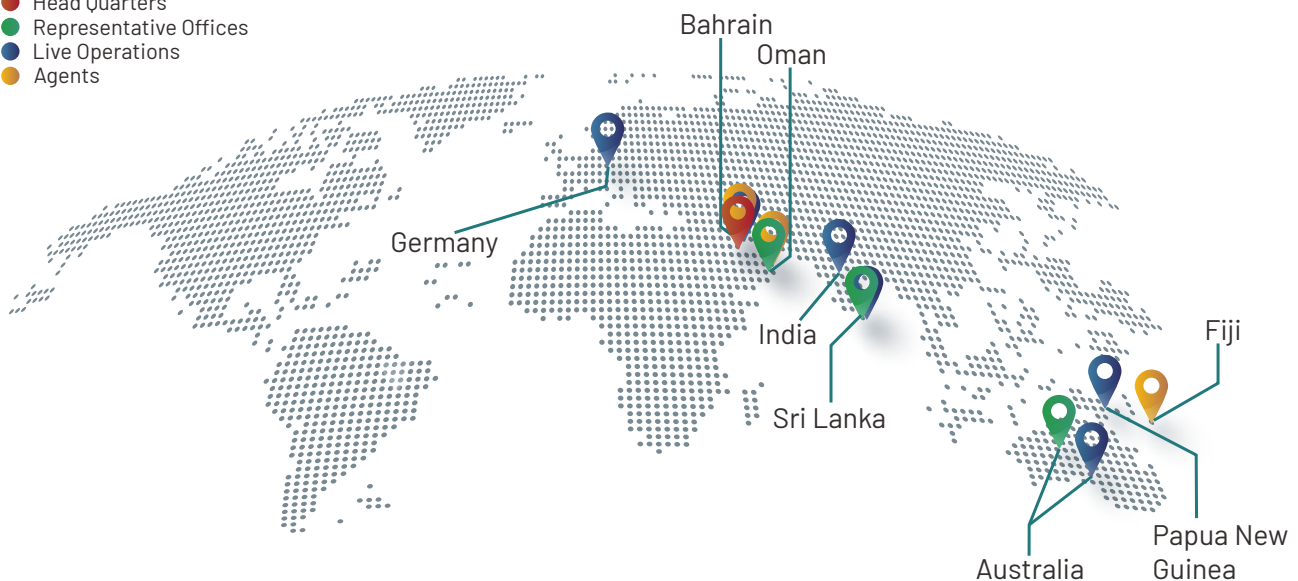 Head Quarters
Representative Offices
Live Operations
Agents
Bahrain
Oman
Germany
India
Sri Lanka
Fiji
Papua New
Guinea
Australia